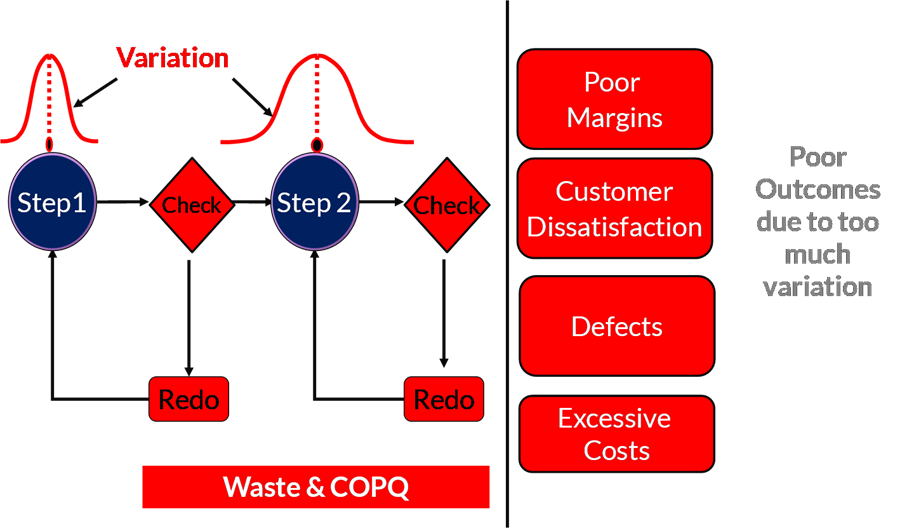 Variation
Step1
Check
Step 2
Check
Redo
Redo
Waste & COPQ
Poor
Margins
Customer
Dissatisfaction
Defects
Excessive
Costs
Poor
Outcomes
due to too
much
variation